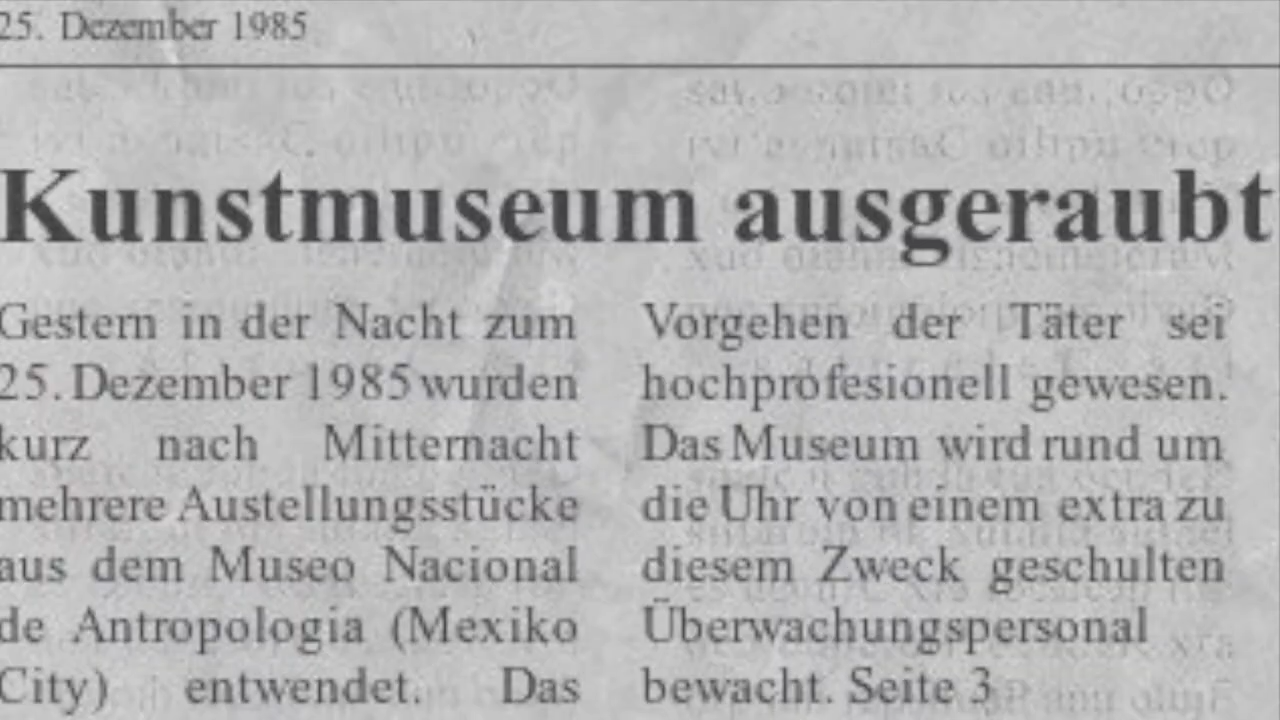 25. Dezember 1985
Kunstmuseum ausgeraubt
Gestern in der Nacht zum
25. Dezember 1985 wurden
kurz nach Mitternacht
mehrere Austellungsstücke
aus dem Museo Nacional
de Antropologia (Mexiko
City) entwendet. Das
Vorgehen der Täter sei
hochprofesionell gewesen.
Das Museum wird rund um
die Uhr von einem extra zu
diesem Zweck geschulten
Überwachungspersonal
bewacht. Seite 3